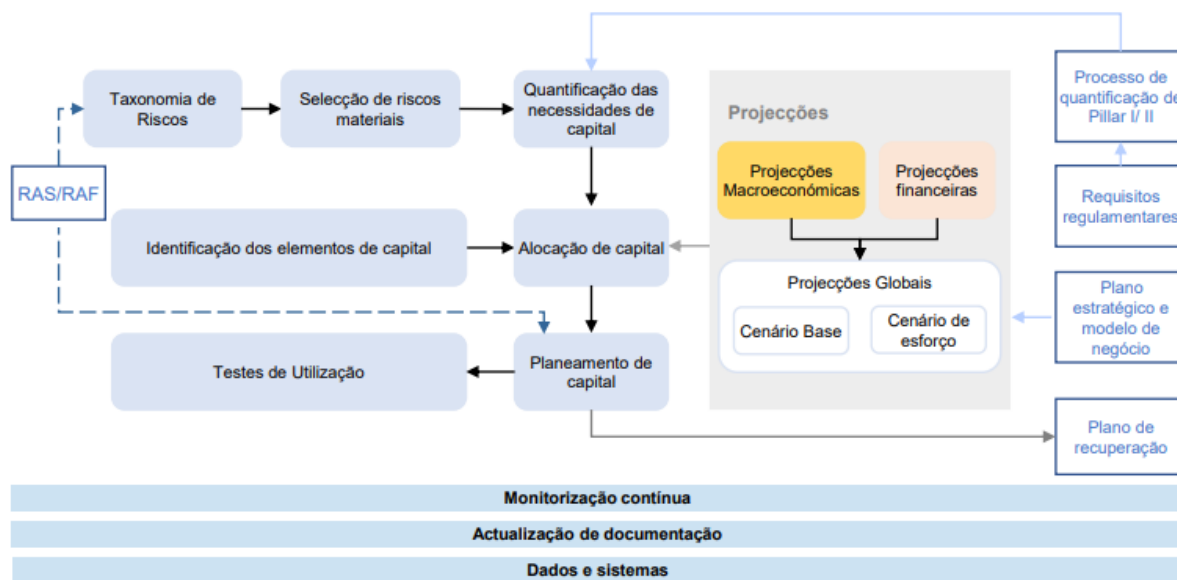 Taxonomia de
Riscos
Selecção de riscos
materiais
Quantificação das
necessidades de
capital
Processo de
quantificação de
Pillar I/ II
Projecções
RAS/RAF
Projecções
Macroeconómicas
Projecções
financeiras
Requisitos
regulamentares
Identificação dos elementos de capital
Alocação de capital
Projecções Globais
Cenário Base
Cenário de
esforço
Plano
estratégico e
modelo de
negócio
Testes de Utilização
Planeamento de
capital
Plano de
recuperação
Monitorização contínua
Actualização de documentação
Dados e sistemas